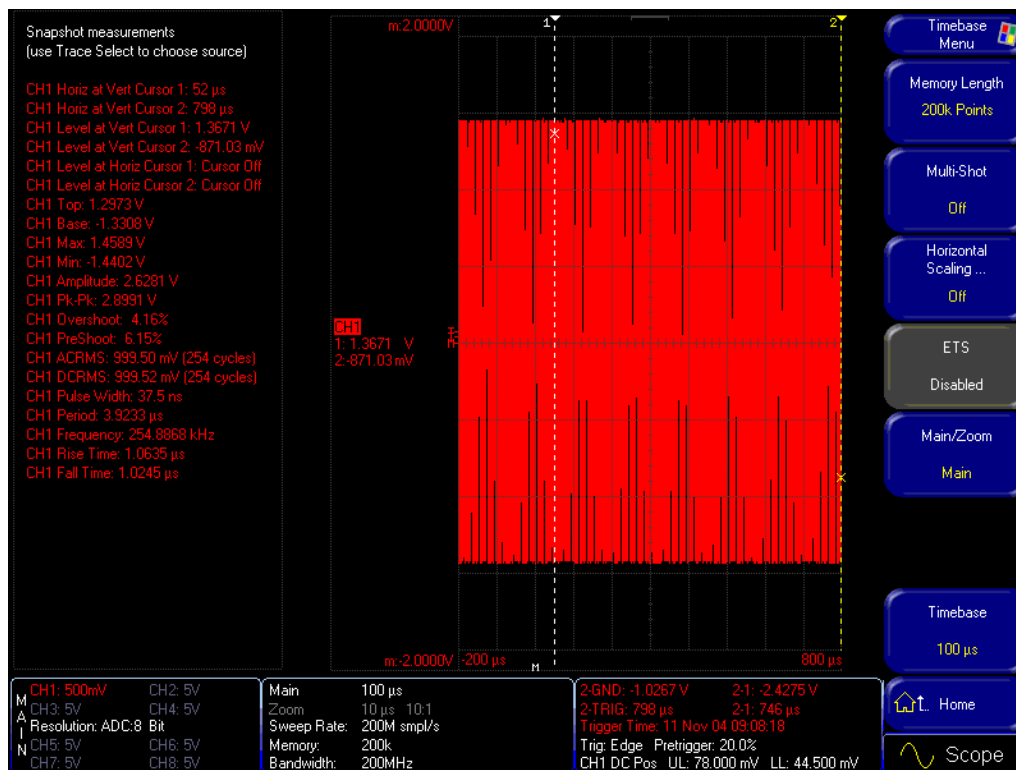 Snapshot measurements
(use Trace Select to choose source)
CH1 Horiz at Vert Cursor 1: 52 µs
CH1 Horiz at Vert Cursor 2: 798 µs
CH1 Level at Vert Cursor 1: 1.3671 V
CH1 Level at Vert Cursor 2: -871.03 mV
CH1 Level at Horiz Cursor 1: Cursor Off
CH1 Level at Horiz Cursor 2: Cursor Off
CH1 Top: 1.2973 V
CH1 Base: -1.3308 V
CH1 Max: 1.4589 V
CH1 Min: -1.4402 V
CH1 Amplitude: 2.6281 V
CH1 Pk-Pk: 2.8991 V
CH1 Overshoot: 4.16%
CH1 PreShoot: 6.15%
CH1 ACRMS: 999.50 mV (254 cycles)
CH1 DCRMS: 999.52 mV (254 cycles)
CH1 Pulse Width: 37.5 ns
CH1 Period: 3.9233 µs
CH1 Frequency: 254.8868 kHz
CH1 Rise Time: 1.0635 µs
CH1 Fall Time: 1.0245 µs
m:2.0000V
1
2
CH1
1: 1.3671 V
2:-871.03 mV
m:-2.0000V
-200 µs
M
800 µs
Timebase
Menu
Memory Length
200k Points
Multi-Shot
Off
Horizontal
Scaling ...
Off
ETS
Disabled
Main/Zoom
Main
Timebase
100 µs
Home
Scope
MAIN
CH1: 500mV CH2: 5V
CH3: 5V CH4: 5V
Resolution: ADC:8 Bit
CH5: 5V CH6: 5V
CH7: 5V CH8: 5V
Main 100 µs
Zoom 10 µs 10:1
Sweep Rate: 200M smpl/s
Memory: 200k
Bandwidth: 200MHz
2-GND: -1.0267 V 2-1: -2.4275 V
2-TRIG: 798 µs 2-1: 746 µs
Trigger Time: 11 Nov 04 09:08:18
Trig: Edge Pretrigger: 20.0%
CH1 DC Pos UL: 78.000 mV LL: 44.500 mV